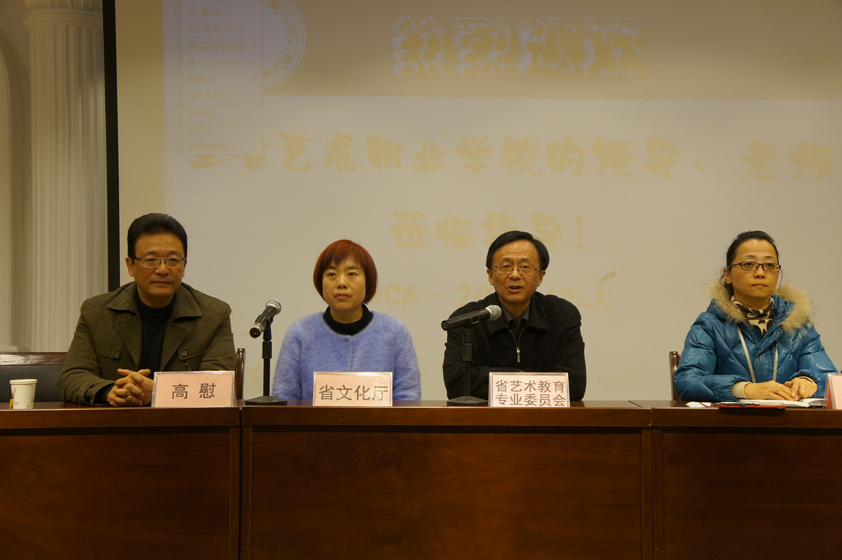 热烈欢迎
艺术职业学校的领导、老师
莅临指导!
高慰
省文化厅
省艺术教育
专业委员会